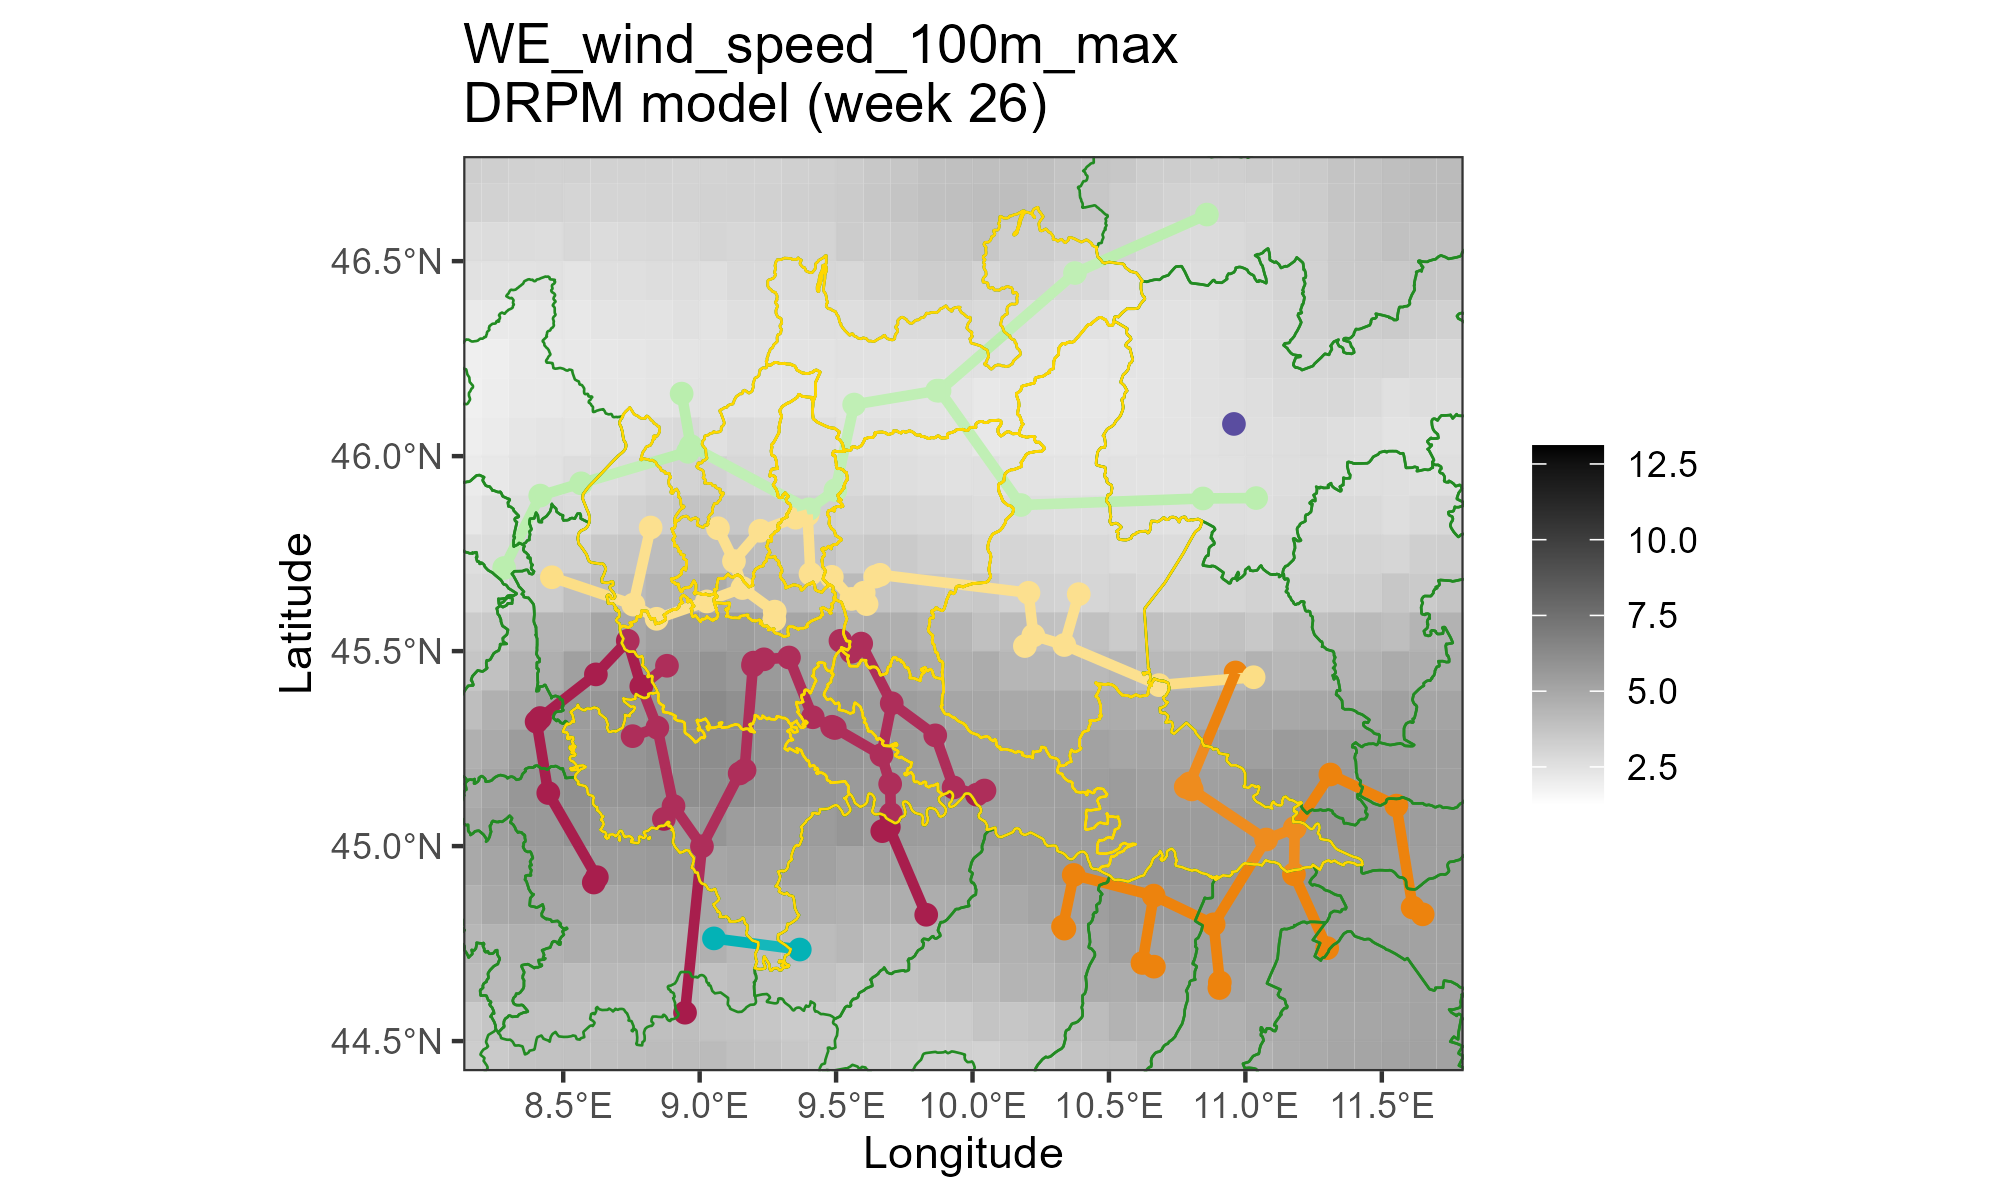 WE_wind_speed_100m_max
DRPM model (week 26)
Latitude
46.5°N
46.0°N
45.5°N
45.0°N
44.5°N
8.5°E
9.0°E
9.5°E
10.0°E
10.5°E
11.0°E
11.5°E
Longitude
12.5
10.0
7.5
5.0
2.5